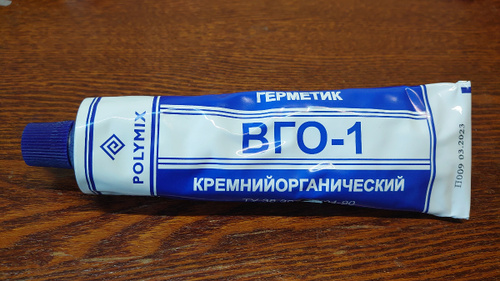 POLYMIX
ГЕРМЕТИК
ВГО-1
КРЕМНИЙОРГАНИЧЕСКИЙ
П009 03.2023